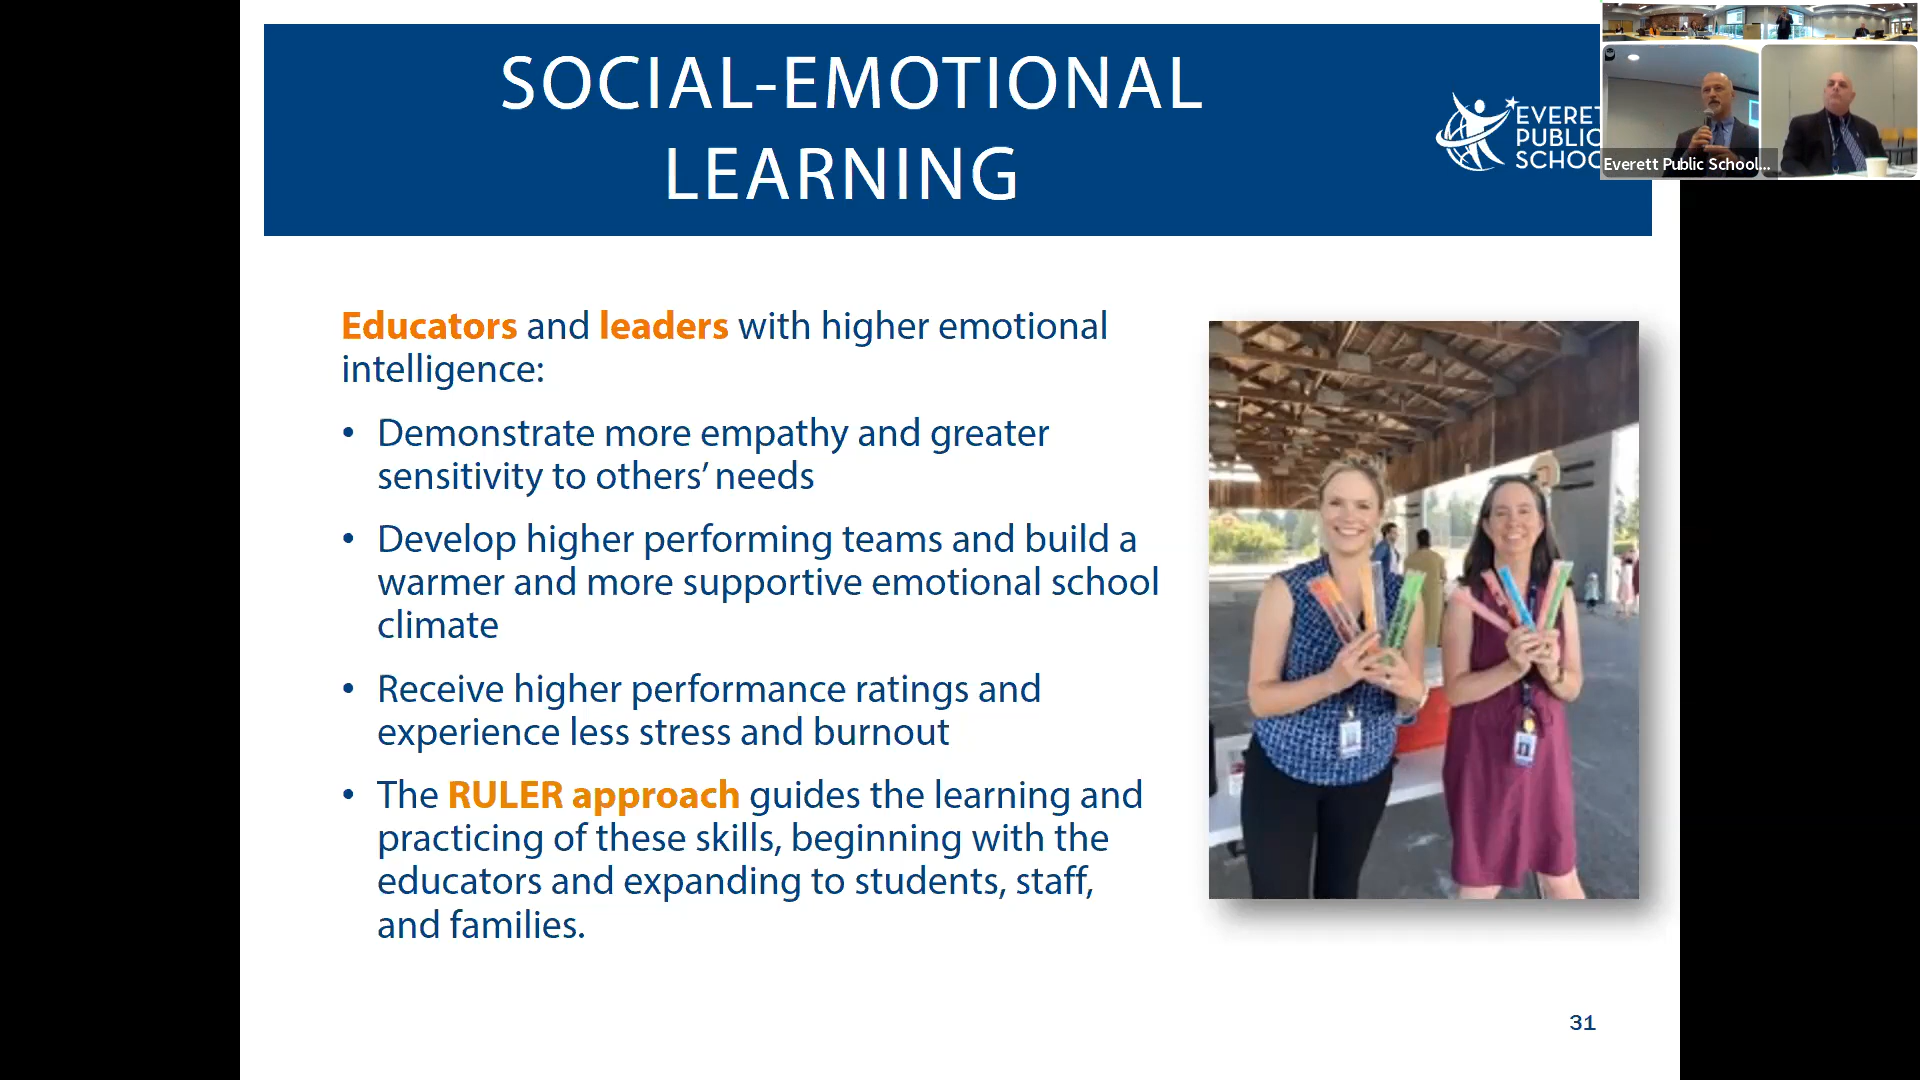 SOCIAL-EMOTIONAL
LEARNING
EVERET
PUBLIC
SCHOO
Everett Public School...
Educators and leaders with higher emotional
intelligence:
• Demonstrate more empathy and greater
sensitivity to others’ needs
• Develop higher performing teams and build a
warmer and more supportive emotional school
climate
• Receive higher performance ratings and
experience less stress and burnout
• The RULER approach guides the learning and
practicing of these skills, beginning with the
educators and expanding to students, staff,
and families.
31